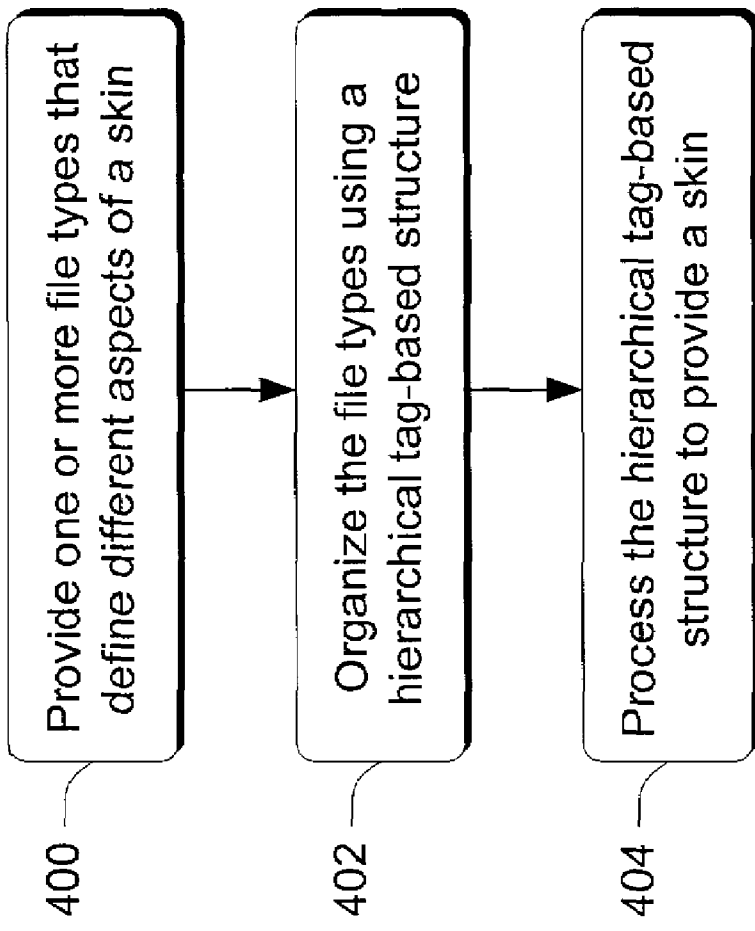 400
Provide one or more file types that
define different aspects of a skin
402
Organize the file types using a
hierarchical tag-based structure
404
Process the hierarchical tag-based
structure to provide a skin